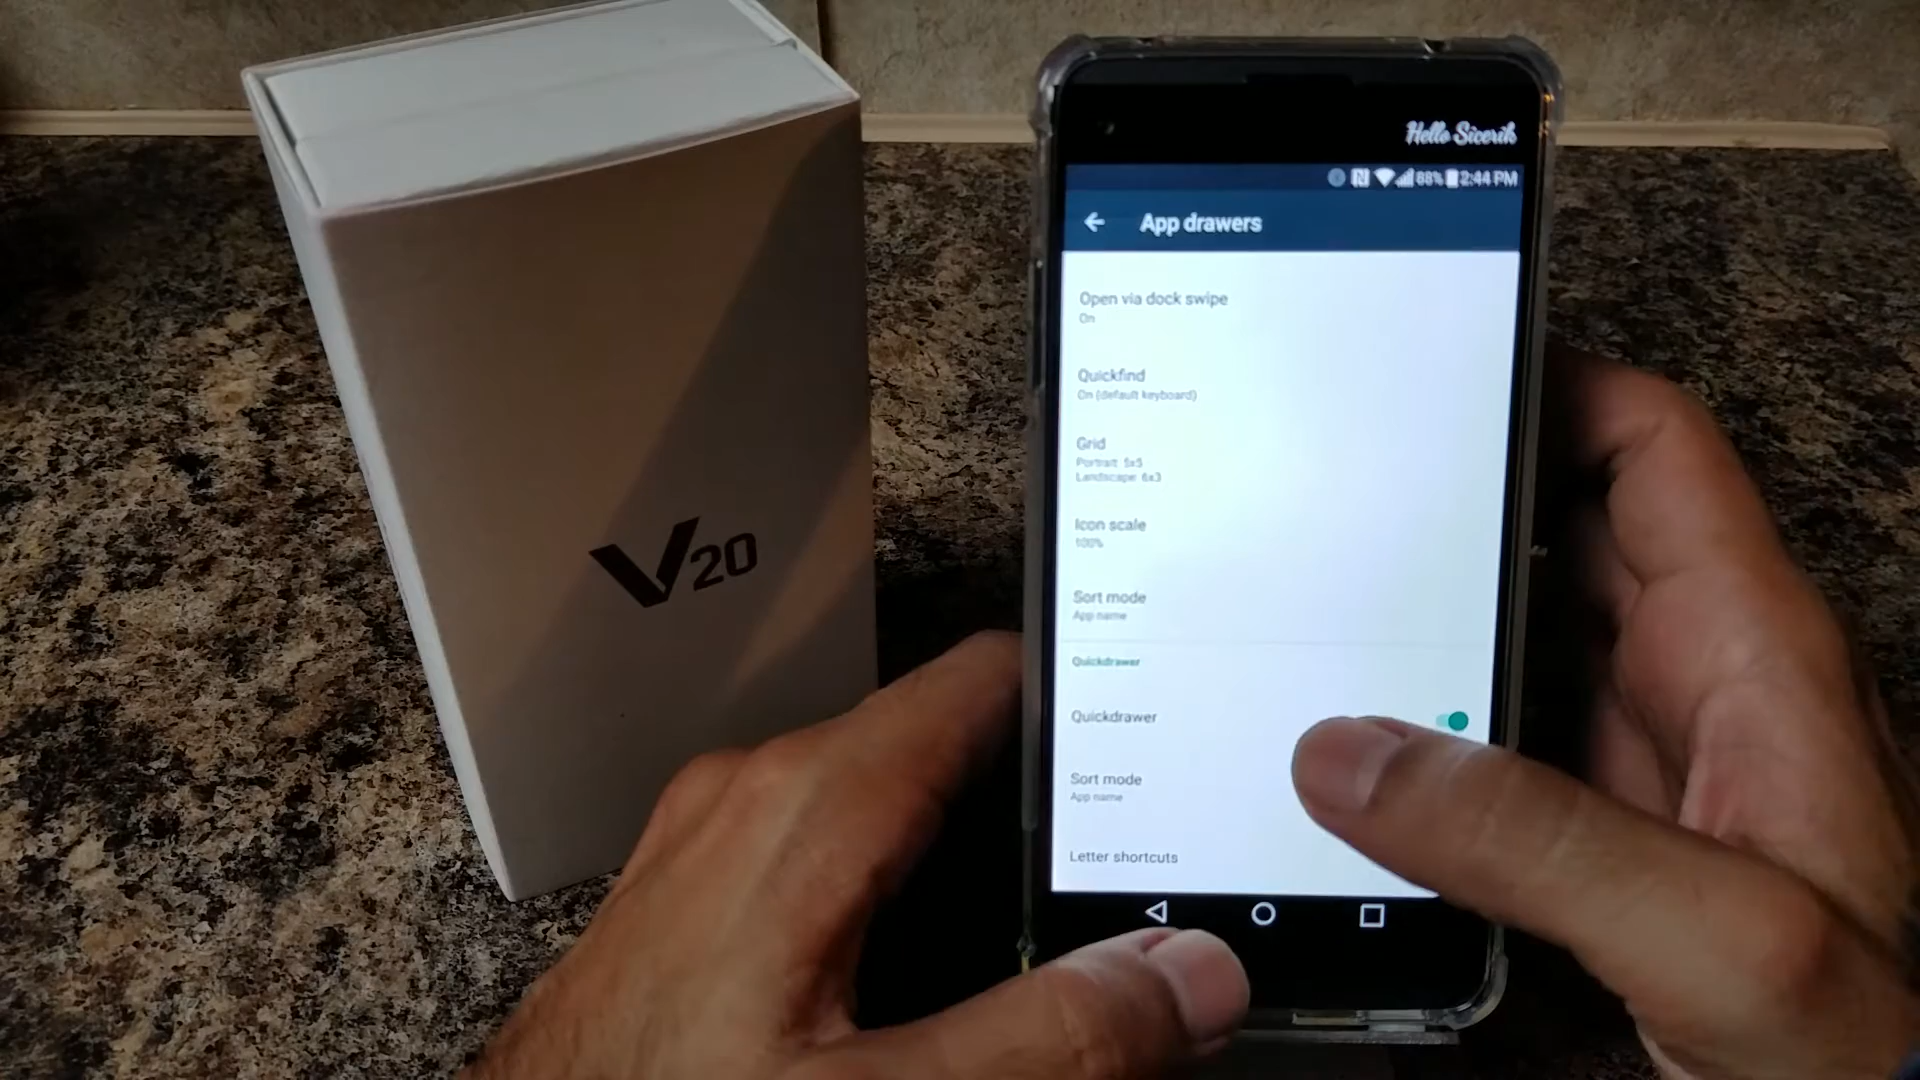 V20
Hello Sicerik
88% 2:44 PM
App drawers
Open via dock swipe
On
Quickfind
On (default keyboard)
Grid
Portrait: 5x5
Landscape: 6x3
Icon scale
100%
Sort mode
App name
Quickdrawer
Quickdrawer
Sort mode
App name
Letter shortcuts